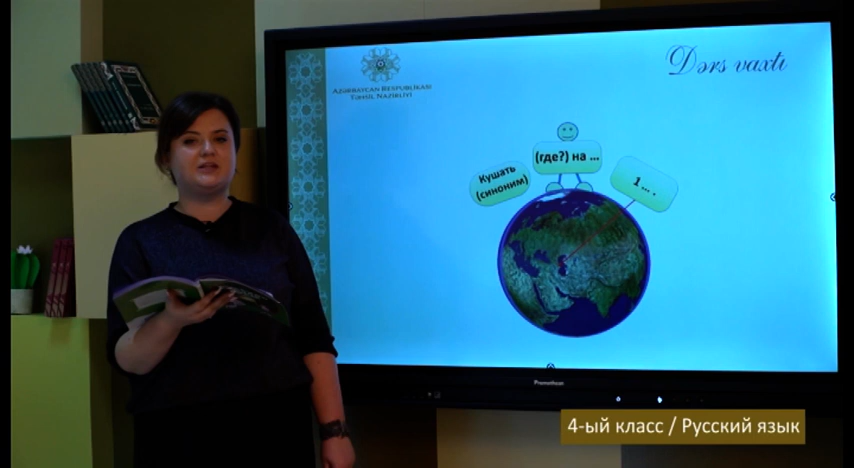 Dərs vaxtı
AZƏRBAYCAN RESPUBLİKASI
TƏHSİL NAZİRLİYİ
(где?) на ...
Кушать
(синоним)
1 ... .
Promethean
4-ый класс / Русский язык